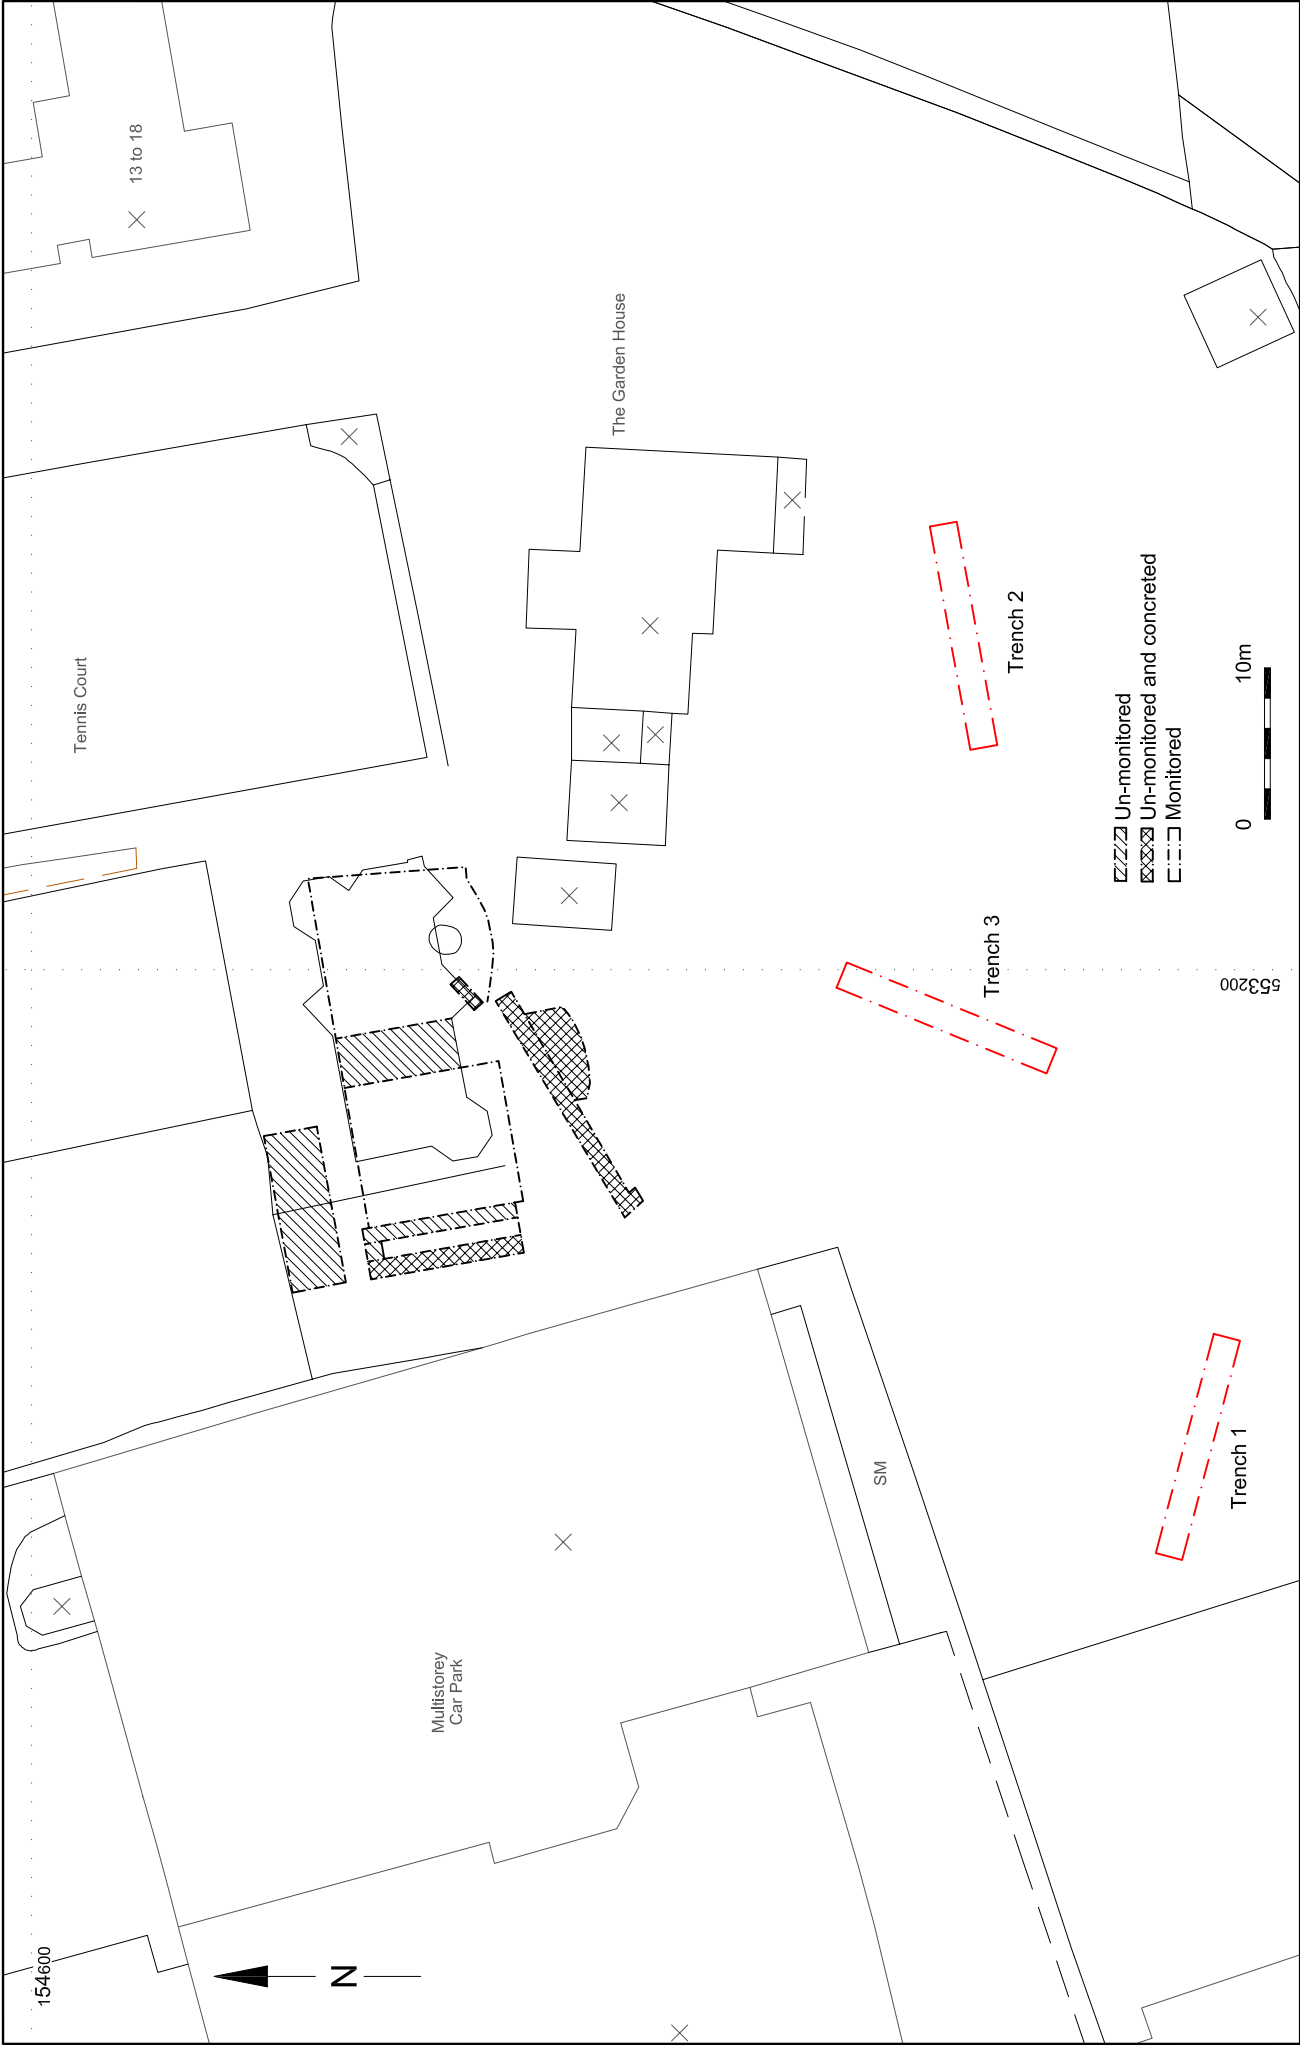 154600
Tennis Court
13 to 18
Multistorey
Car Park
The Garden House
SM
Trench 1
Trench 3
Trench 2
Un-monitored
Un-monitored and concreted
Monitored
0 10m
553200
N